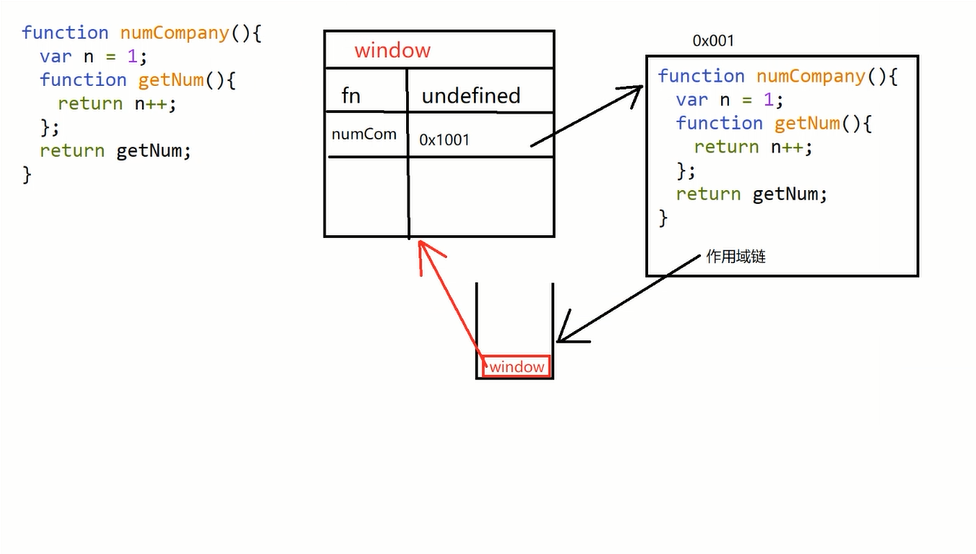 function numCompany(){
var n = 1;
function getNum(){
return n++;
};
return getNum;
}
window
fn undefined
numCom 0x1001
0x001
function numCompany(){
var n = 1;
function getNum(){
return n++;
};
return getNum;
}
作用域链
window